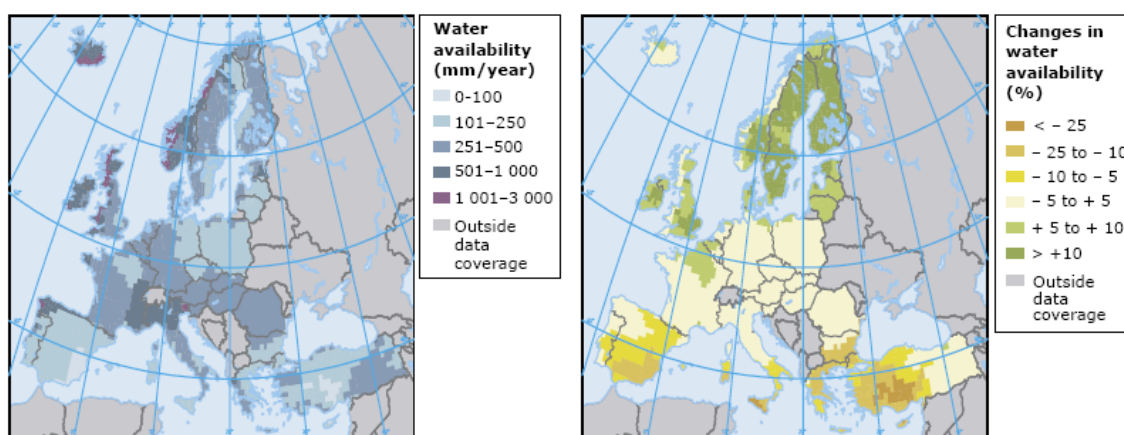 Water
availability
(mm/year)
0-100
101–250
251–500
501–1 000
1 001–3 000
Outside
data
coverage
Changes in
water
availability
(%)
< – 25
– 25 to – 10
– 10 to – 5
– 5 to + 5
+ 5 to + 10
> +10
Outside
data
coverage